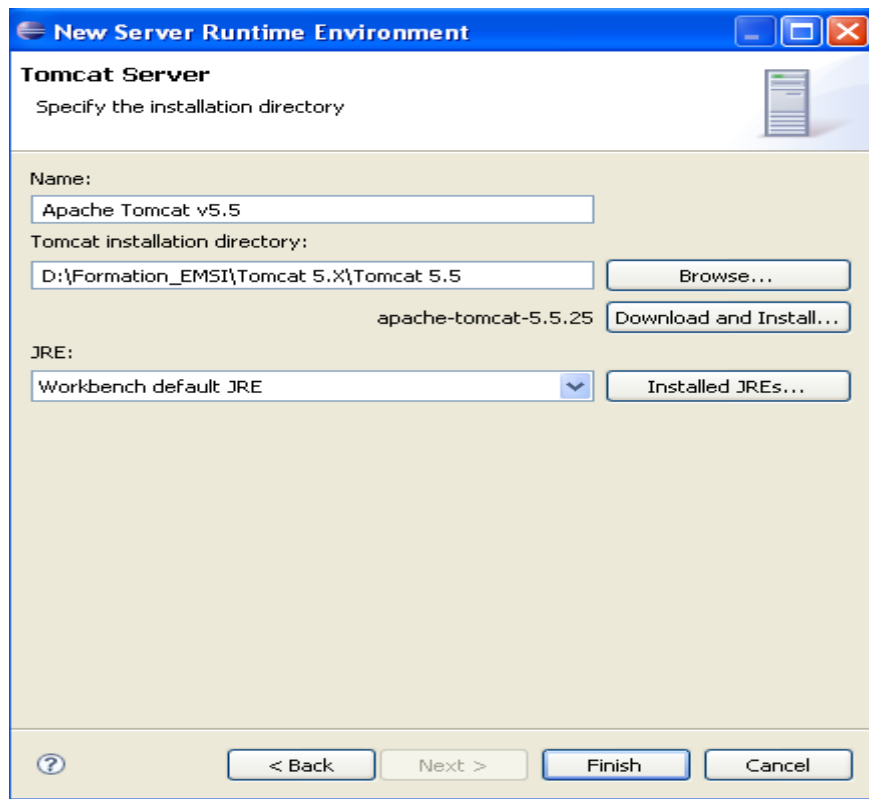 New Server Runtime Environment
Tomcat Server
Specify the installation directory
Name:
Apache Tomcat v5.5
Tomcat installation directory:
D:\Formation_EMSI\Tomcat 5.X\Tomcat 5.5
Browse...
apache-tomcat-5.5.25
Download and Install...
JRE:
Workbench default JRE
Installed JREs...
?
< Back
Next >
Finish
Cancel